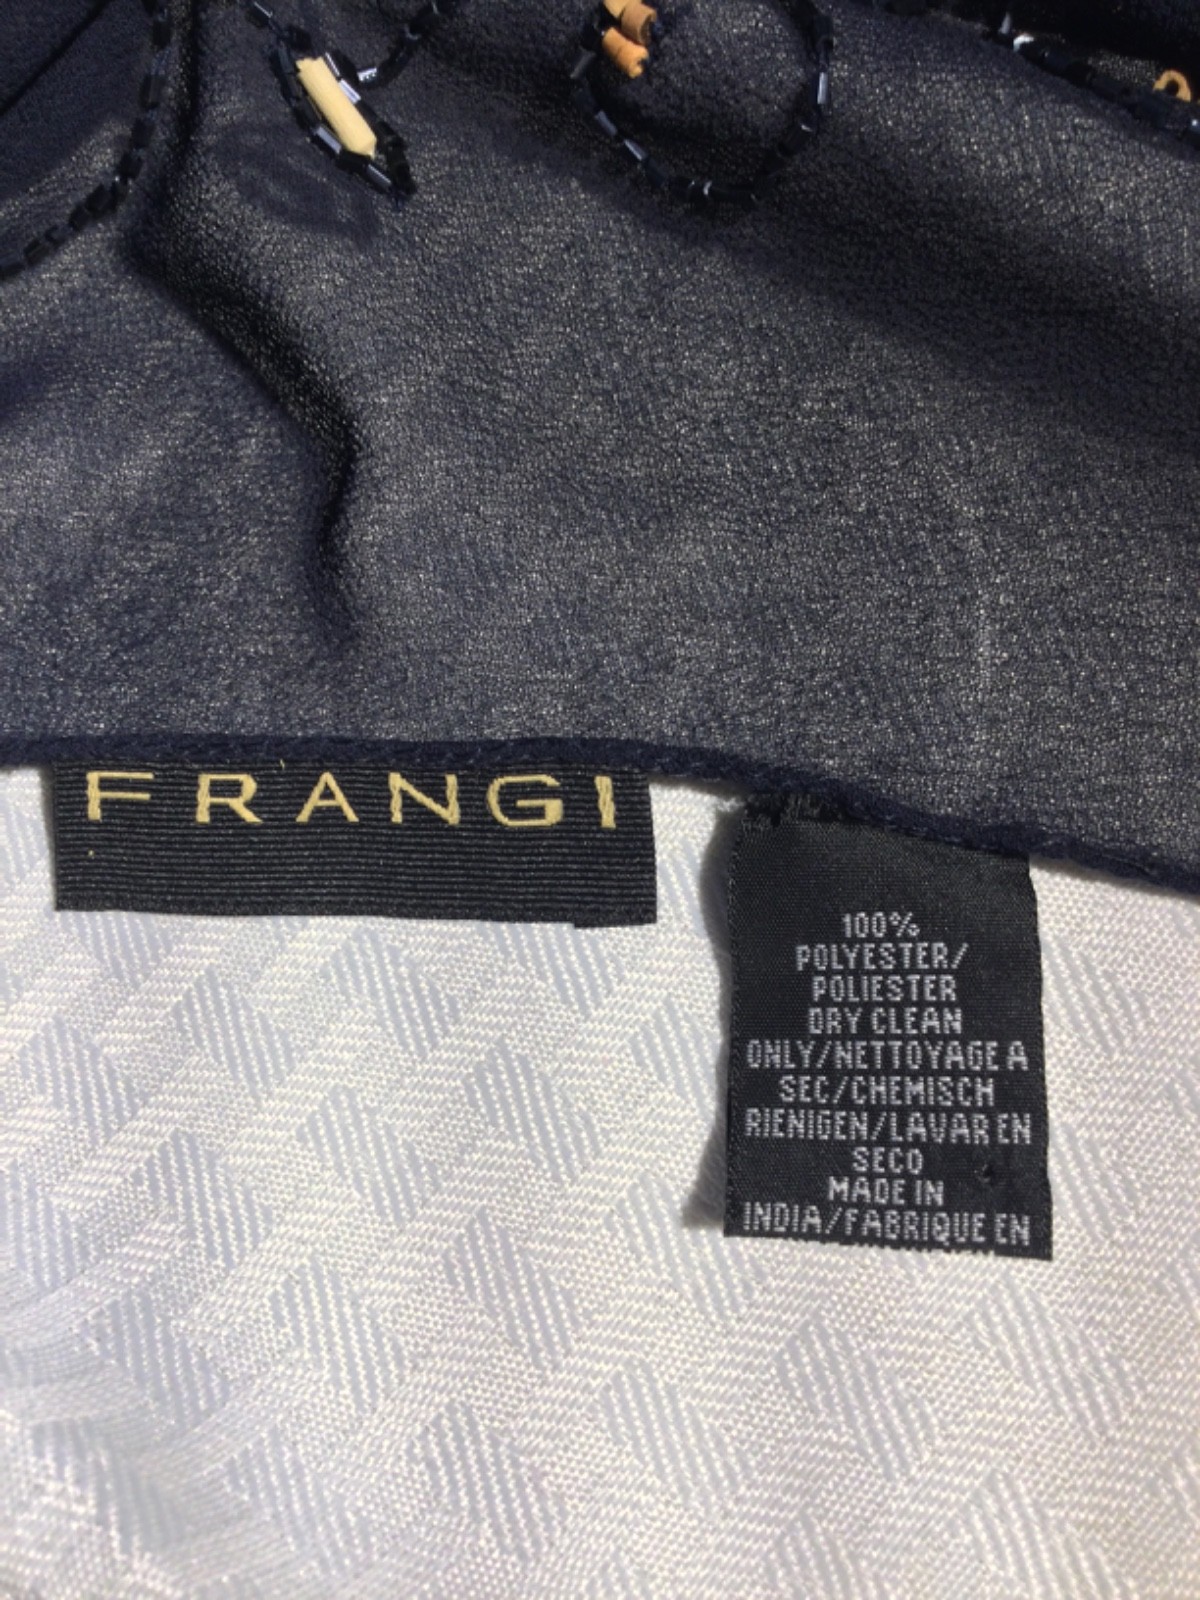 FRANGI
100%
POLYESTER/
POLIESTER
DRY CLEAN
ONLY/NETTOYAGE A
SEC/CHEMISCH
RIENIGEN/LAVAR EN
SECO
MADE IN
INDIA/FABRIQUE EN